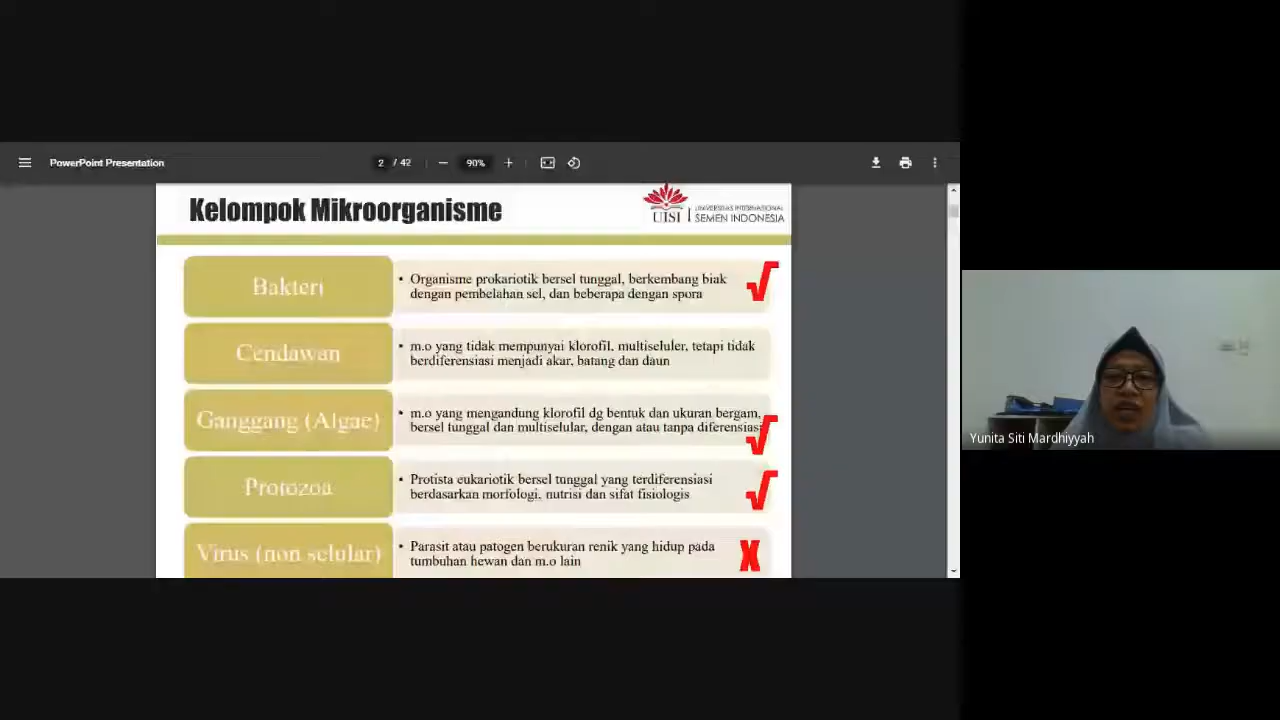 PowerPoint Presentation
2 / 42
90%
Kelompok Mikroorganisme
UISI
UNIVERSITAS INTERNATIONAL
SEMEN INDONESIA
Bakteri
• Organisme prokariotik bersel tunggal, berkembang biak
dengan pembelahan sel, dan beberapa dengan spora
Cendawan
• m.o yang tidak mempunyai klorofil, multiseluler, tetapi tidak
berdiferensiasi menjadi akar, batang dan daun
Ganggang (Algae)
• m.o yang mengandung klorofil dg bentuk dan ukuran bergam,
bersel tunggal dan multiselular, dengan atau tanpa diferensiasi
Protozoa
• Protista eukariotik bersel tunggal yang terdiferensiasi
berdasarkan morfologi, nutrisi dan sifat fisiologis
Virus (non selular)
• Parasit atau patogen berukuran renik yang hidup pada
tumbuhan hewan dan m.o lain
X
Yunita Siti Mardhiyyah